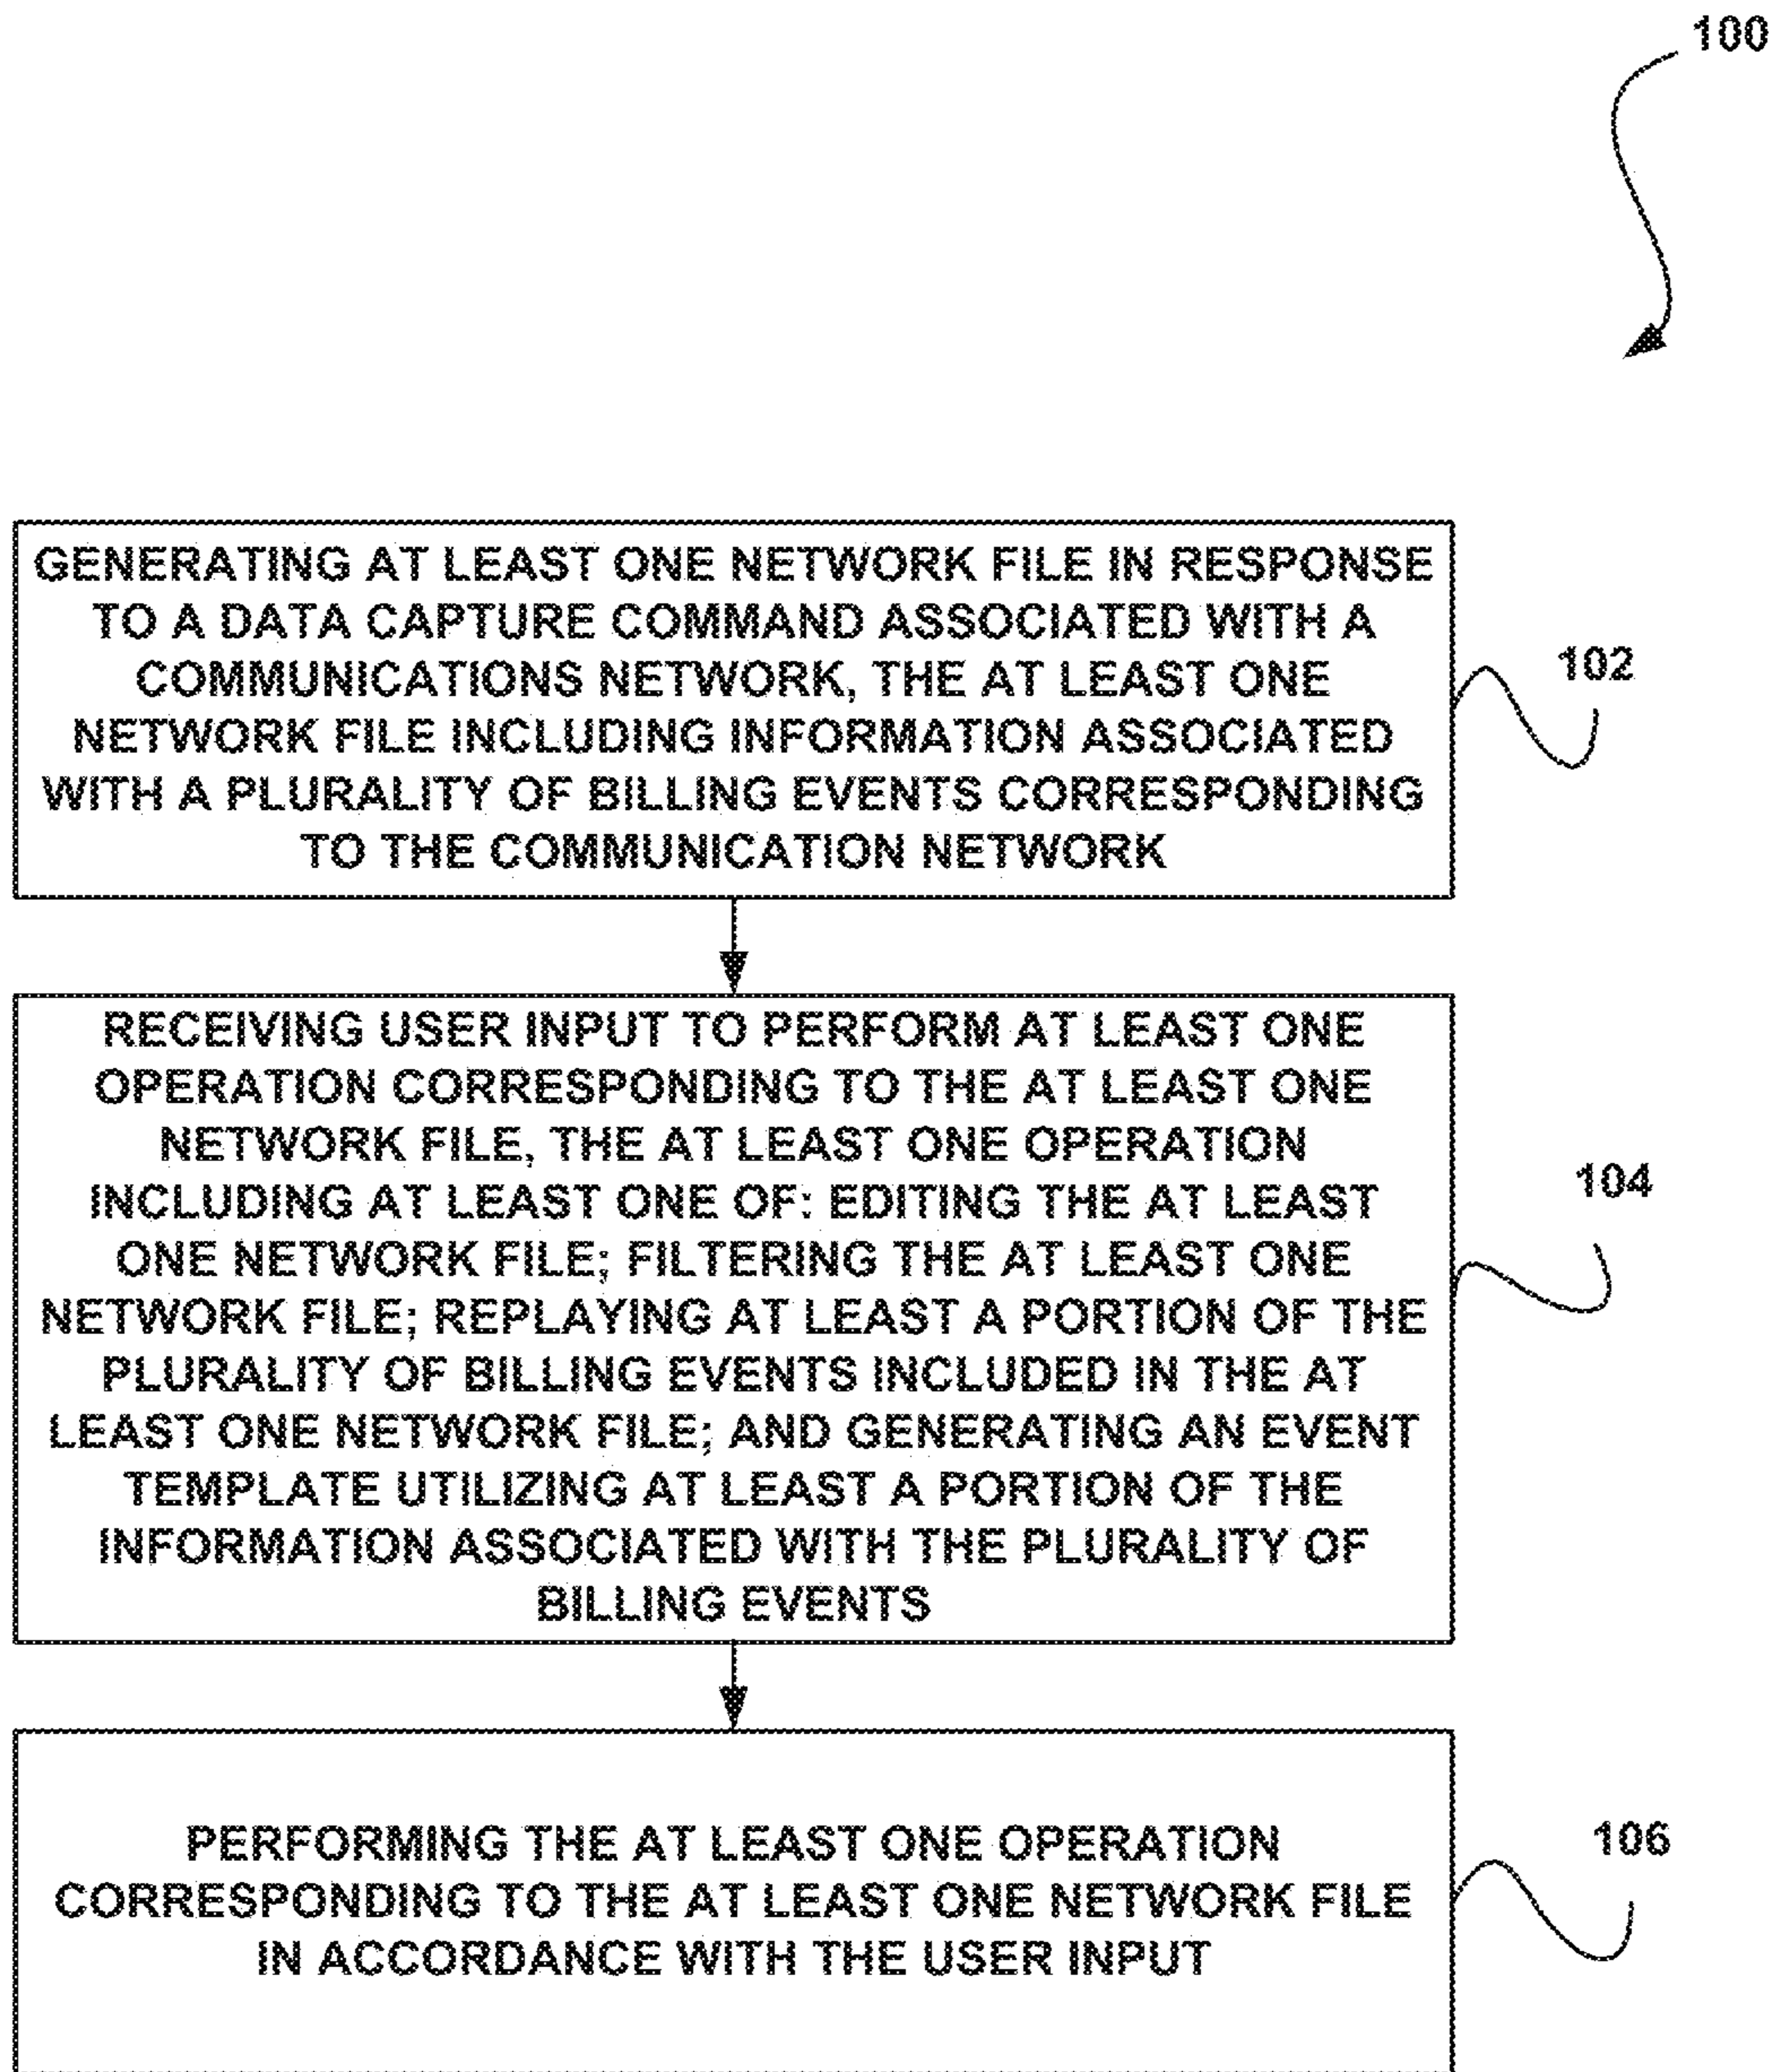 100
GENERATING AT LEAST ONE NETWORK FILE IN RESPONSE
TO A DATA CAPTURE COMMAND ASSOCIATED WITH A
COMMUNICATIONS NETWORK, THE AT LEAST ONE
NETWORK FILE INCLUDING INFORMATION ASSOCIATED
WITH A PLURALITY OF BILLING EVENTS CORRESPONDING
TO THE COMMUNICATION NETWORK
102
RECEIVING USER INPUT TO PERFORM AT LEAST ONE
OPERATION CORRESPONDING TO THE AT LEAST ONE
NETWORK FILE, THE AT LEAST ONE OPERATION
INCLUDING AT LEAST ONE OF: EDITING THE AT LEAST
ONE NETWORK FILE; FILTERING THE AT LEAST ONE
NETWORK FILE; REPLAYING AT LEAST A PORTION OF THE
PLURALITY OF BILLING EVENTS INCLUDED IN THE AT
LEAST ONE NETWORK FILE; AND GENERATING AN EVENT
TEMPLATE UTILIZING AT LEAST A PORTION OF THE
INFORMATION ASSOCIATED WITH THE PLURALITY OF
BILLING EVENTS
104
PERFORMING THE AT LEAST ONE OPERATION
CORRESPONDING TO THE AT LEAST ONE NETWORK FILE
IN ACCORDANCE WITH THE USER INPUT
106